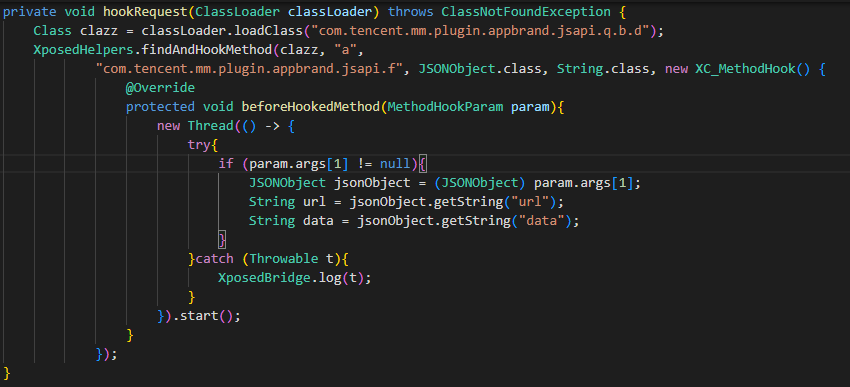 private void hookRequest(ClassLoader classLoader) throws ClassNotFoundException {
    Class clazz = classLoader.loadClass("com.tencent.mm.plugin.appbrand.jsapi.q.b.d");
    XposedHelpers.findAndHookMethod(clazz, "a",
            "com.tencent.mm.plugin.appbrand.jsapi.f", JSONObject.class, String.class, new XC_MethodHook() {
                @Override
                protected void beforeHookedMethod(MethodHookParam param){
                    new Thread(() -> {
                        try{
                            if (param.args[1] != null){
                                JSONObject jsonObject = (JSONObject) param.args[1];
                                String url = jsonObject.getString("url");
                                String data = jsonObject.getString("data");
                            }
                        }catch (Throwable t){
                            XposedBridge.log(t);
                        }
                    }).start();
                }
            });
}